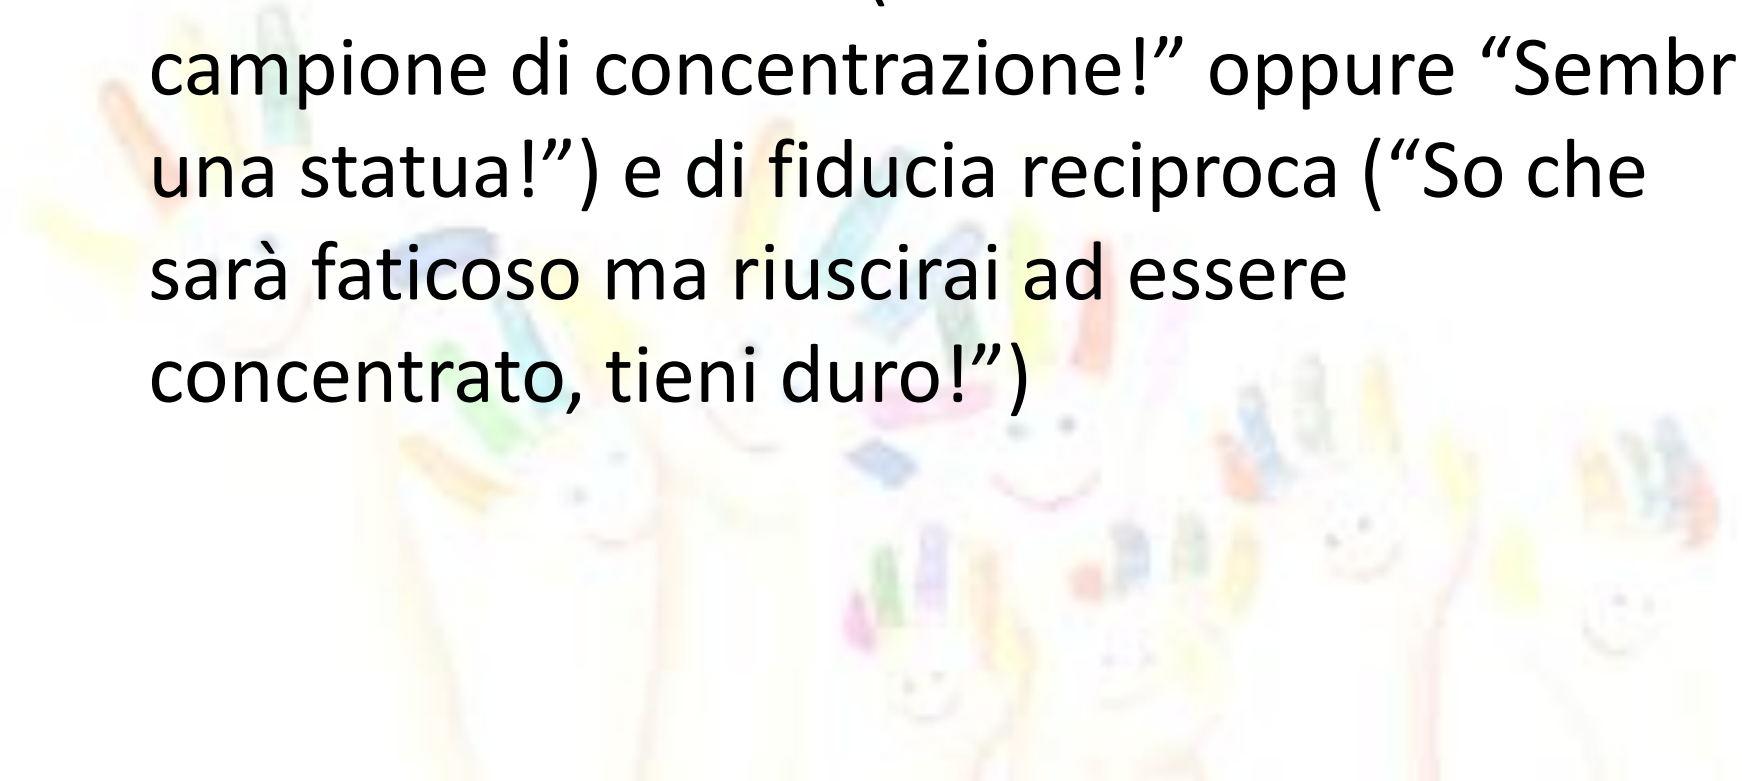 campione di concentrazione!” oppure “Sembr
una statua!”) e di fiducia reciproca (“So che
sarà faticoso ma riuscirai ad essere
concentrato, tieni duro!”)